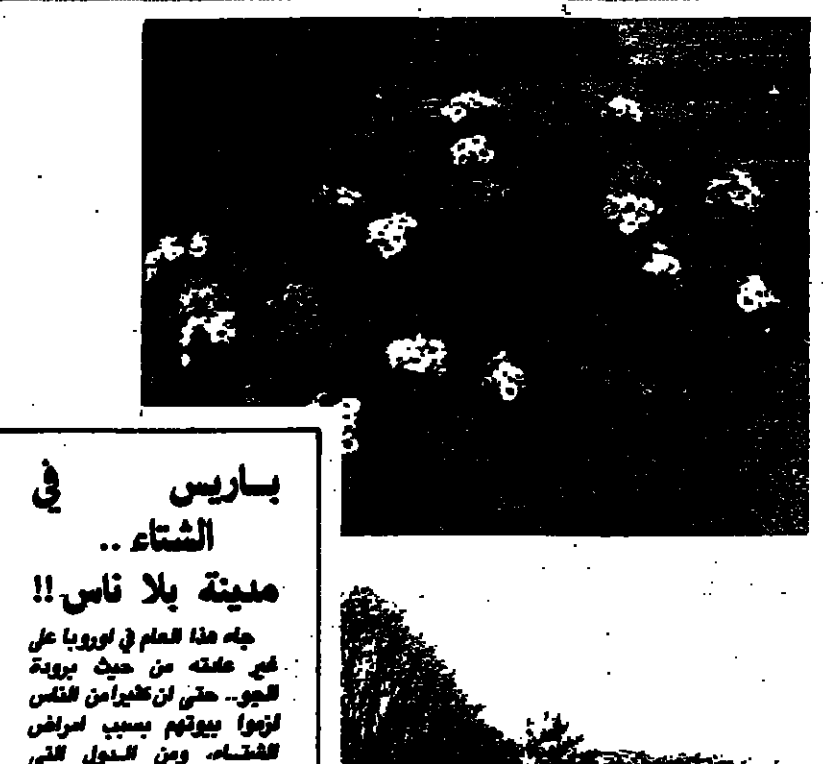 باريس في
الشتاء ..
مدينة بلا ناس !!
جاء هذا العام في اوروبا على
غير عادته من حيث برودة
الجو.. حتى ان كثيرا من الناس
لزموا بيوتهم بسبب امراض
الشتاء، ومن الدول التي